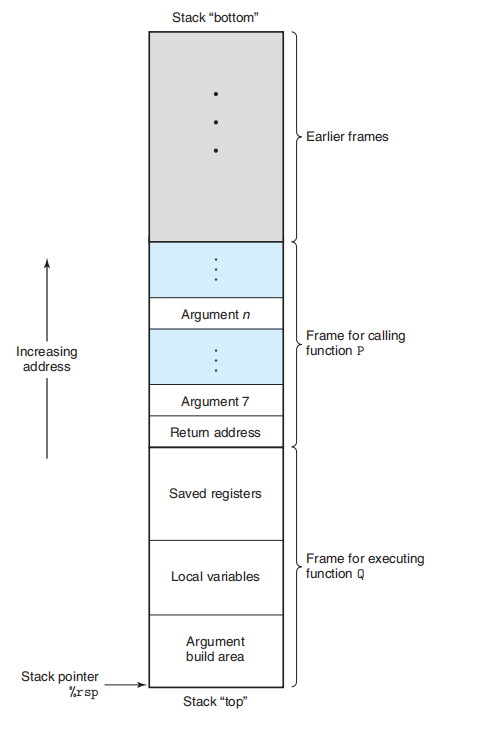 Stack “bottom”
Earlier frames
Argument n
Frame for calling
function P
Increasing
address
Argument 7
Return address
Saved registers
Frame for executing
function Q
Local variables
Argument
build area
Stack pointer
%rsp
Stack “top”